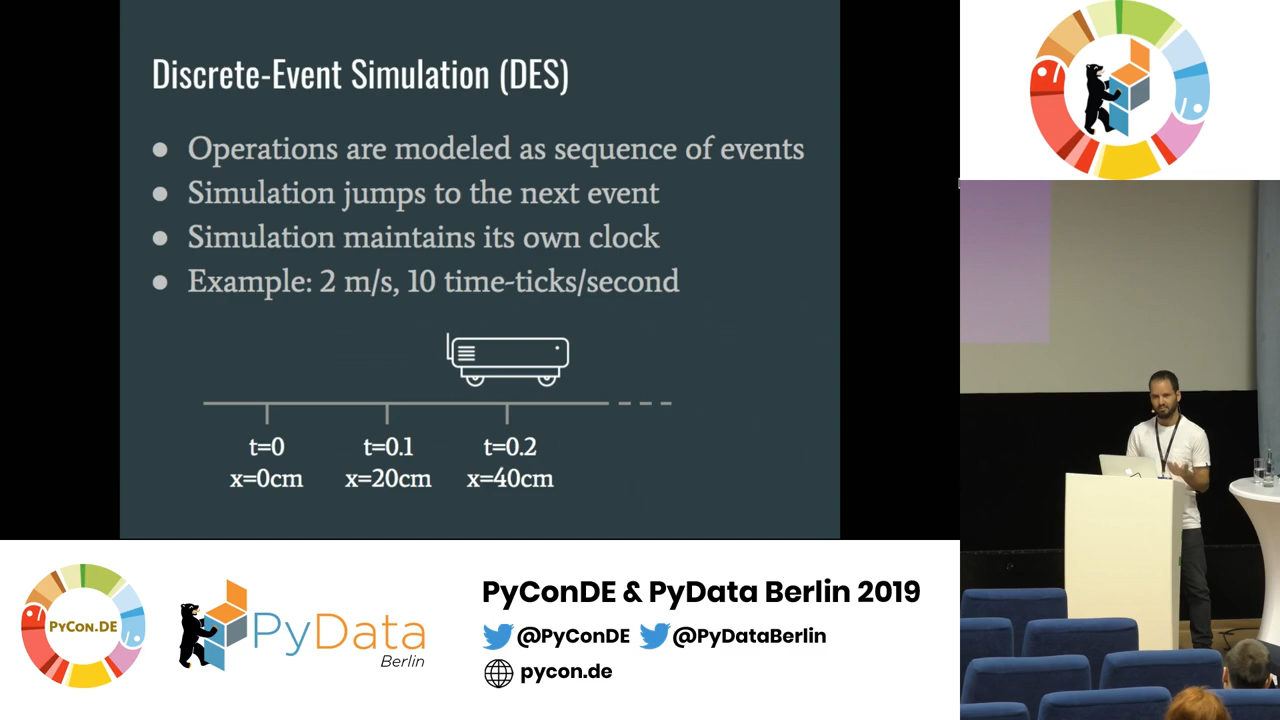 Discrete-Event Simulation (DES)
● Operations are modeled as sequence of events
● Simulation jumps to the next event
● Simulation maintains its own clock
● Example: 2 m/s, 10 time-ticks/second
t=0 t=0.1 t=0.2
x=0cm x=20cm x=40cm
PyCon.DE
PyData
Berlin
PyConDE & PyData Berlin 2019
@PyConDE @PyDataBerlin
pycon.de